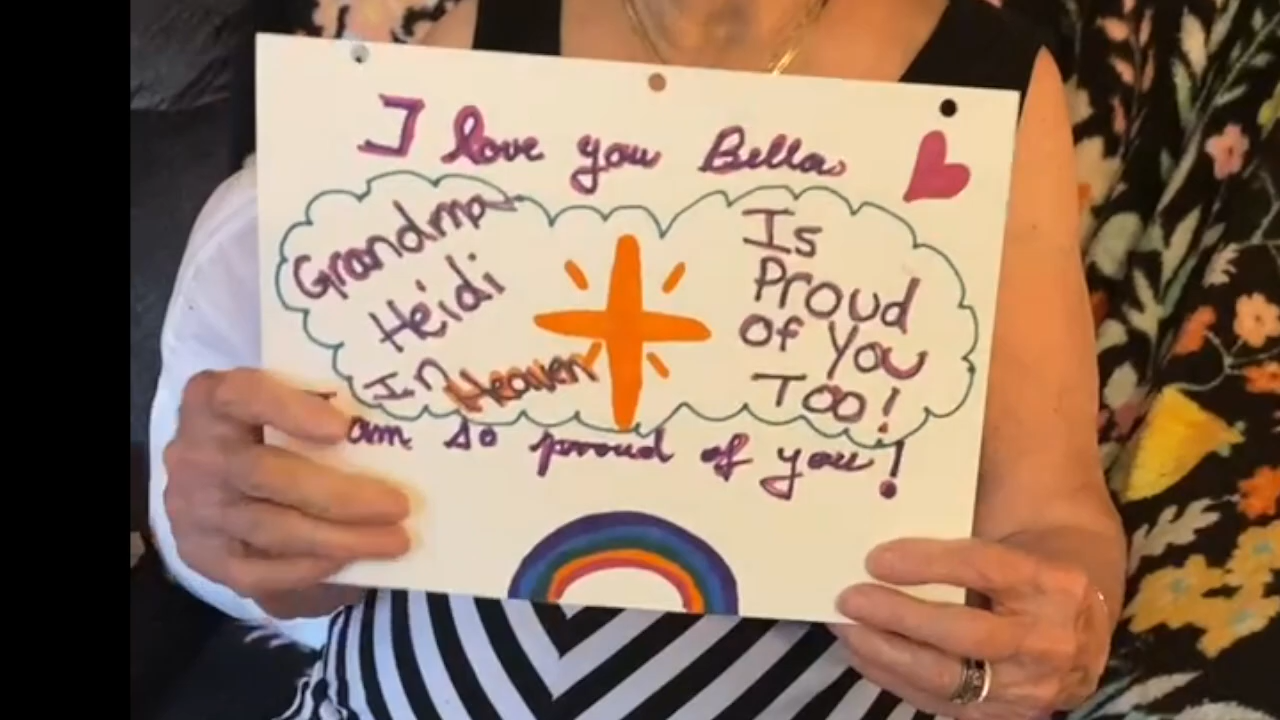 I love you Bella
Grandma
Heidi
In Heaven
Is
Proud
Of You
Too!
I am so proud of you!